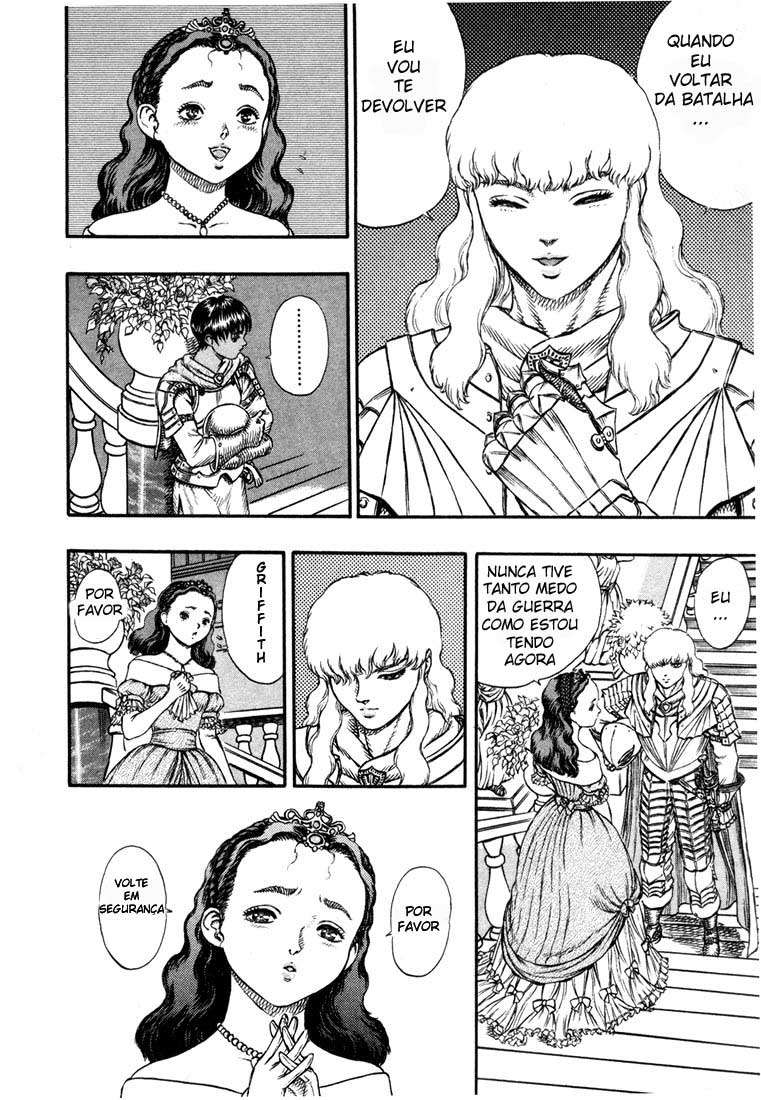 QUANDO
EU
VOLTAR
DA BATALHA
...
EU
VOU
TE
DEVOLVER
.........
EU
...
NUNCA TIVE
TANTO MEDO
DA GUERRA
COMO ESTOU
TENDO
AGORA
GRIFFITH
POR
FAVOR
POR
FAVOR
VOLTE
EM
SEGURANÇA